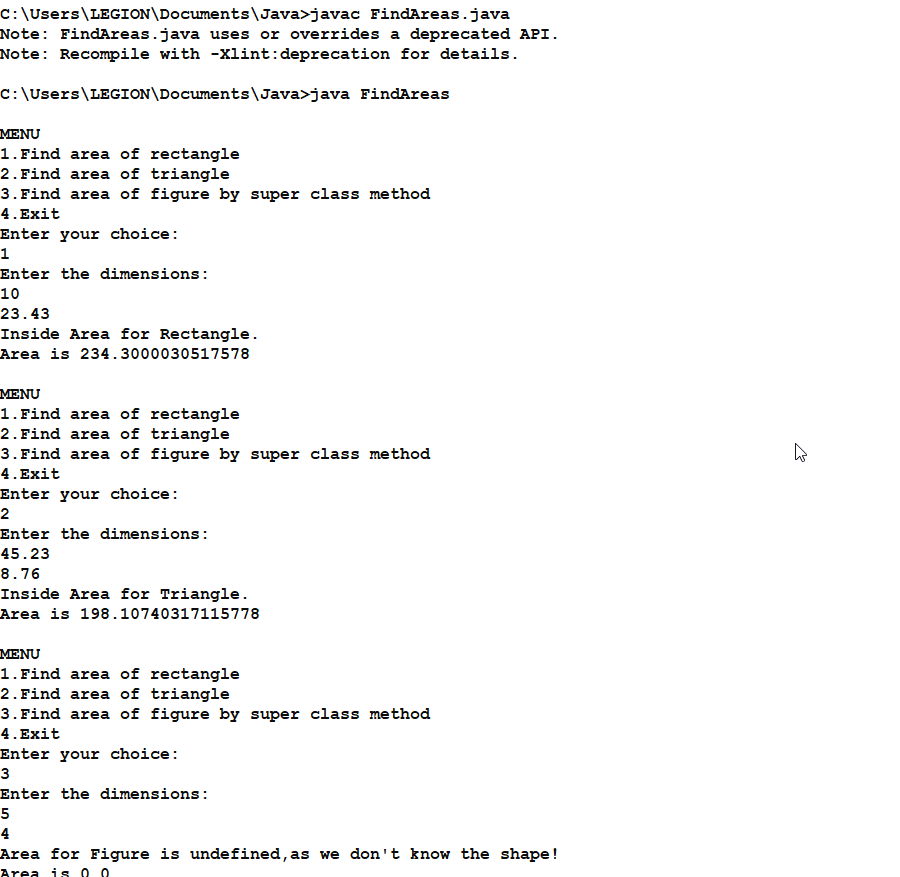 C:\Users\LEGION\Documents\Java>javac FindAreas.java
Note: FindAreas.java uses or overrides a deprecated API.
Note: Recompile with -Xlint:deprecation for details.
C:\Users\LEGION\Documents\Java>java FindAreas
MENU
1.Find area of rectangle
2.Find area of triangle
3.Find area of figure by super class method
4.Exit
Enter your choice:
1
Enter the dimensions:
10
23.43
Inside Area for Rectangle.
Area is 234.3000030517578
MENU
1.Find area of rectangle
2.Find area of triangle
3.Find area of figure by super class method
4.Exit
Enter your choice:
2
Enter the dimensions:
45.23
8.76
Inside Area for Triangle.
Area is 198.10740317115778
MENU
1.Find area of rectangle
2.Find area of triangle
3.Find area of figure by super class method
4.Exit
Enter your choice:
3
Enter the dimensions:
5
4
Area for Figure is undefined,as we don't know the shape!
Area is 0.0